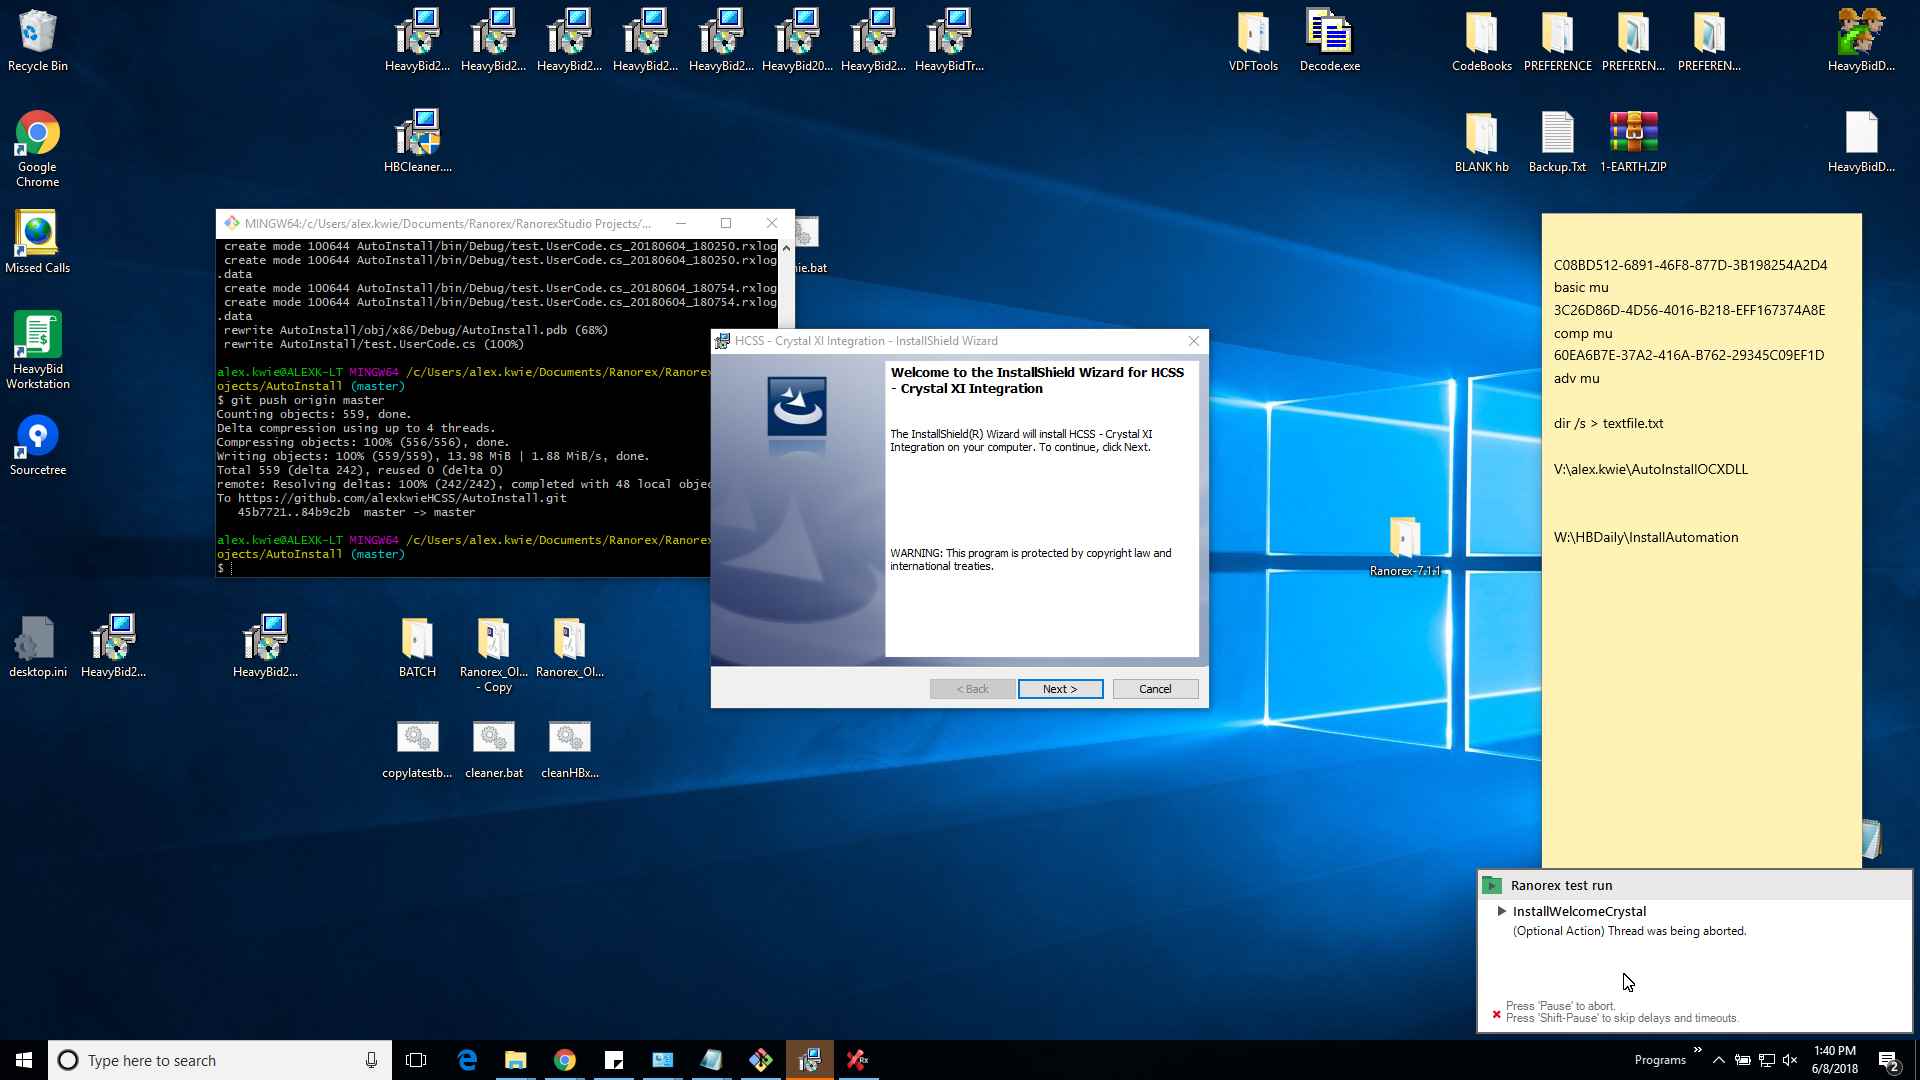 Recycle Bin
HeavyBid2...
HeavyBid2...
HeavyBid2...
HeavyBid2...
HeavyBid2...
HeavyBid20...
HeavyBid2...
HeavyBidTr...
VDFTools
Decode.exe
CodeBooks
PREFERENCE
PREFEREN...
PREFEREN...
HeavyBidD...
Google
Chrome
HBCleaner....
BLANK hb
Backup.Txt
1-EARTH.ZIP
HeavyBidD...
Missed Calls
HeavyBid
Workstation
Sourcetree
MINGW64:/c/Users/alex.kwie/Documents/Ranorex/RanorexStudio Projects/...
create mode 100644 AutoInstall/bin/Debug/test.UserCode.cs_20180604_180250.rxlog
create mode 100644 AutoInstall/bin/Debug/test.UserCode.cs_20180604_180250.rxlog
.data
create mode 100644 AutoInstall/bin/Debug/test.UserCode.cs_20180604_180754.rxlog
create mode 100644 AutoInstall/bin/Debug/test.UserCode.cs_20180604_180754.rxlog
.data
rewrite AutoInstall/obj/x86/Debug/AutoInstall.pdb (68%)
rewrite AutoInstall/test.UserCode.cs (100%)
alex.kwie@ALEXK-LT MINGW64 /c/Users/alex.kwie/Documents/Ranorex/Ranorex
ojects/AutoInstall (master)
$ git push origin master
Counting objects: 559, done.
Delta compression using up to 4 threads.
Compressing objects: 100% (556/556), done.
Writing objects: 100% (559/559), 13.98 MiB | 1.88 MiB/s, done.
Total 559 (delta 242), reused 0 (delta 0)
remote: Resolving deltas: 100% (242/242), completed with 48 local objec
To https://github.com/alexkwieHCSS/AutoInstall.git
45b7721..84b9c2b  master -> master
alex.kwie@ALEXK-LT MINGW64 /c/Users/alex.kwie/Documents/Ranorex/Ranorex
ojects/AutoInstall (master)
$
ie.bat
HCSS - Crystal XI Integration - InstallShield Wizard
Welcome to the InstallShield Wizard for HCSS
- Crystal XI Integration
The InstallShield(R) Wizard will install HCSS - Crystal XI
Integration on your computer. To continue, click Next.
WARNING: This program is protected by copyright law and
international treaties.
< Back
Next >
Cancel
Ranorex-7.1.1
C08BD512-6891-46F8-877D-3B198254A2D4
basic mu
3C26D86D-4D56-4016-B218-EFF167374A8E
comp mu
60EA6B7E-37A2-416A-B762-29345C09EF1D
adv mu
dir /s > textfile.txt
V:\alex.kwie\AutoInstallOCXDLL
W:\HBDaily\InstallAutomation
desktop.ini
HeavyBid2...
HeavyBid2...
BATCH
Ranorex_Ol...
- Copy
Ranorex_Ol...
copylatestb...
cleaner.bat
cleanHBx...
Ranorex test run
InstallWelcomeCrystal
(Optional Action) Thread was being aborted.
Press 'Pause' to abort.
Press 'Shift-Pause' to skip delays and timeouts.
Type here to search
Programs
1:40 PM
6/8/2018
2